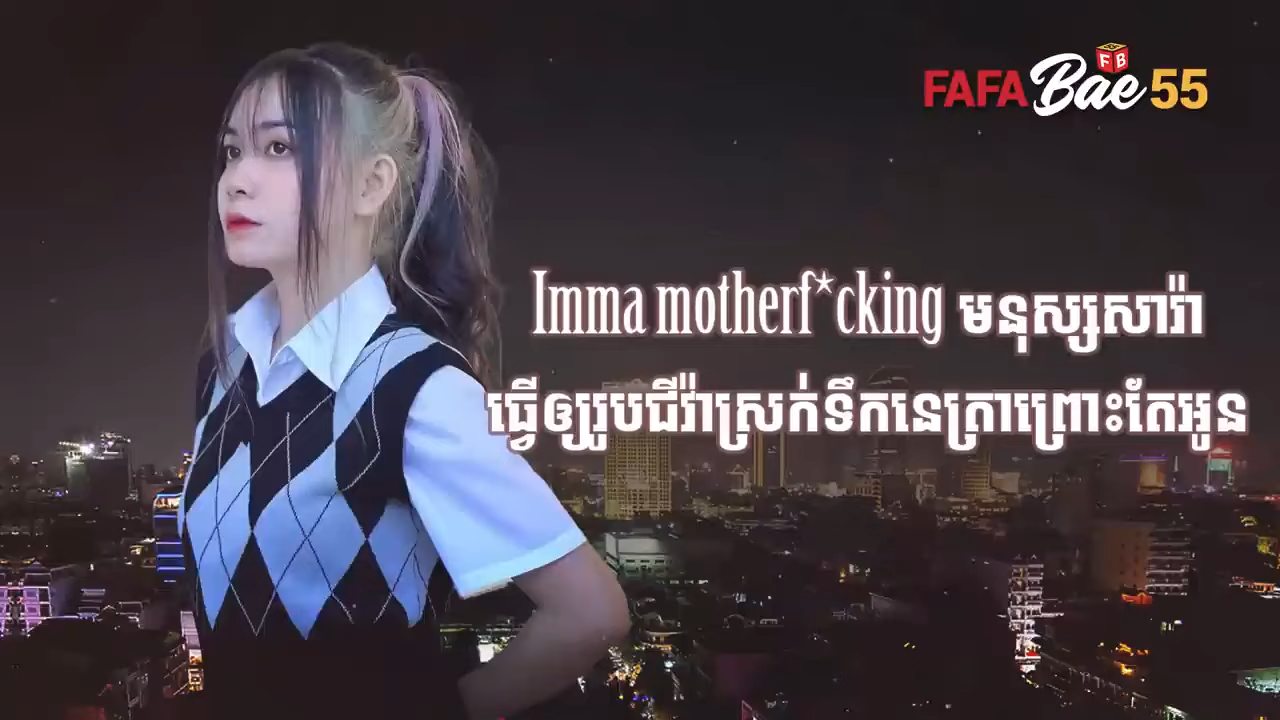 FAFA Bae 55
FB
Imma motherf*cking មនុស្សសារ៉ា
ធ្វើឲ្យរូបជីវ៉ាស្រក់ទឹកនេត្រាព្រោះតែអូន